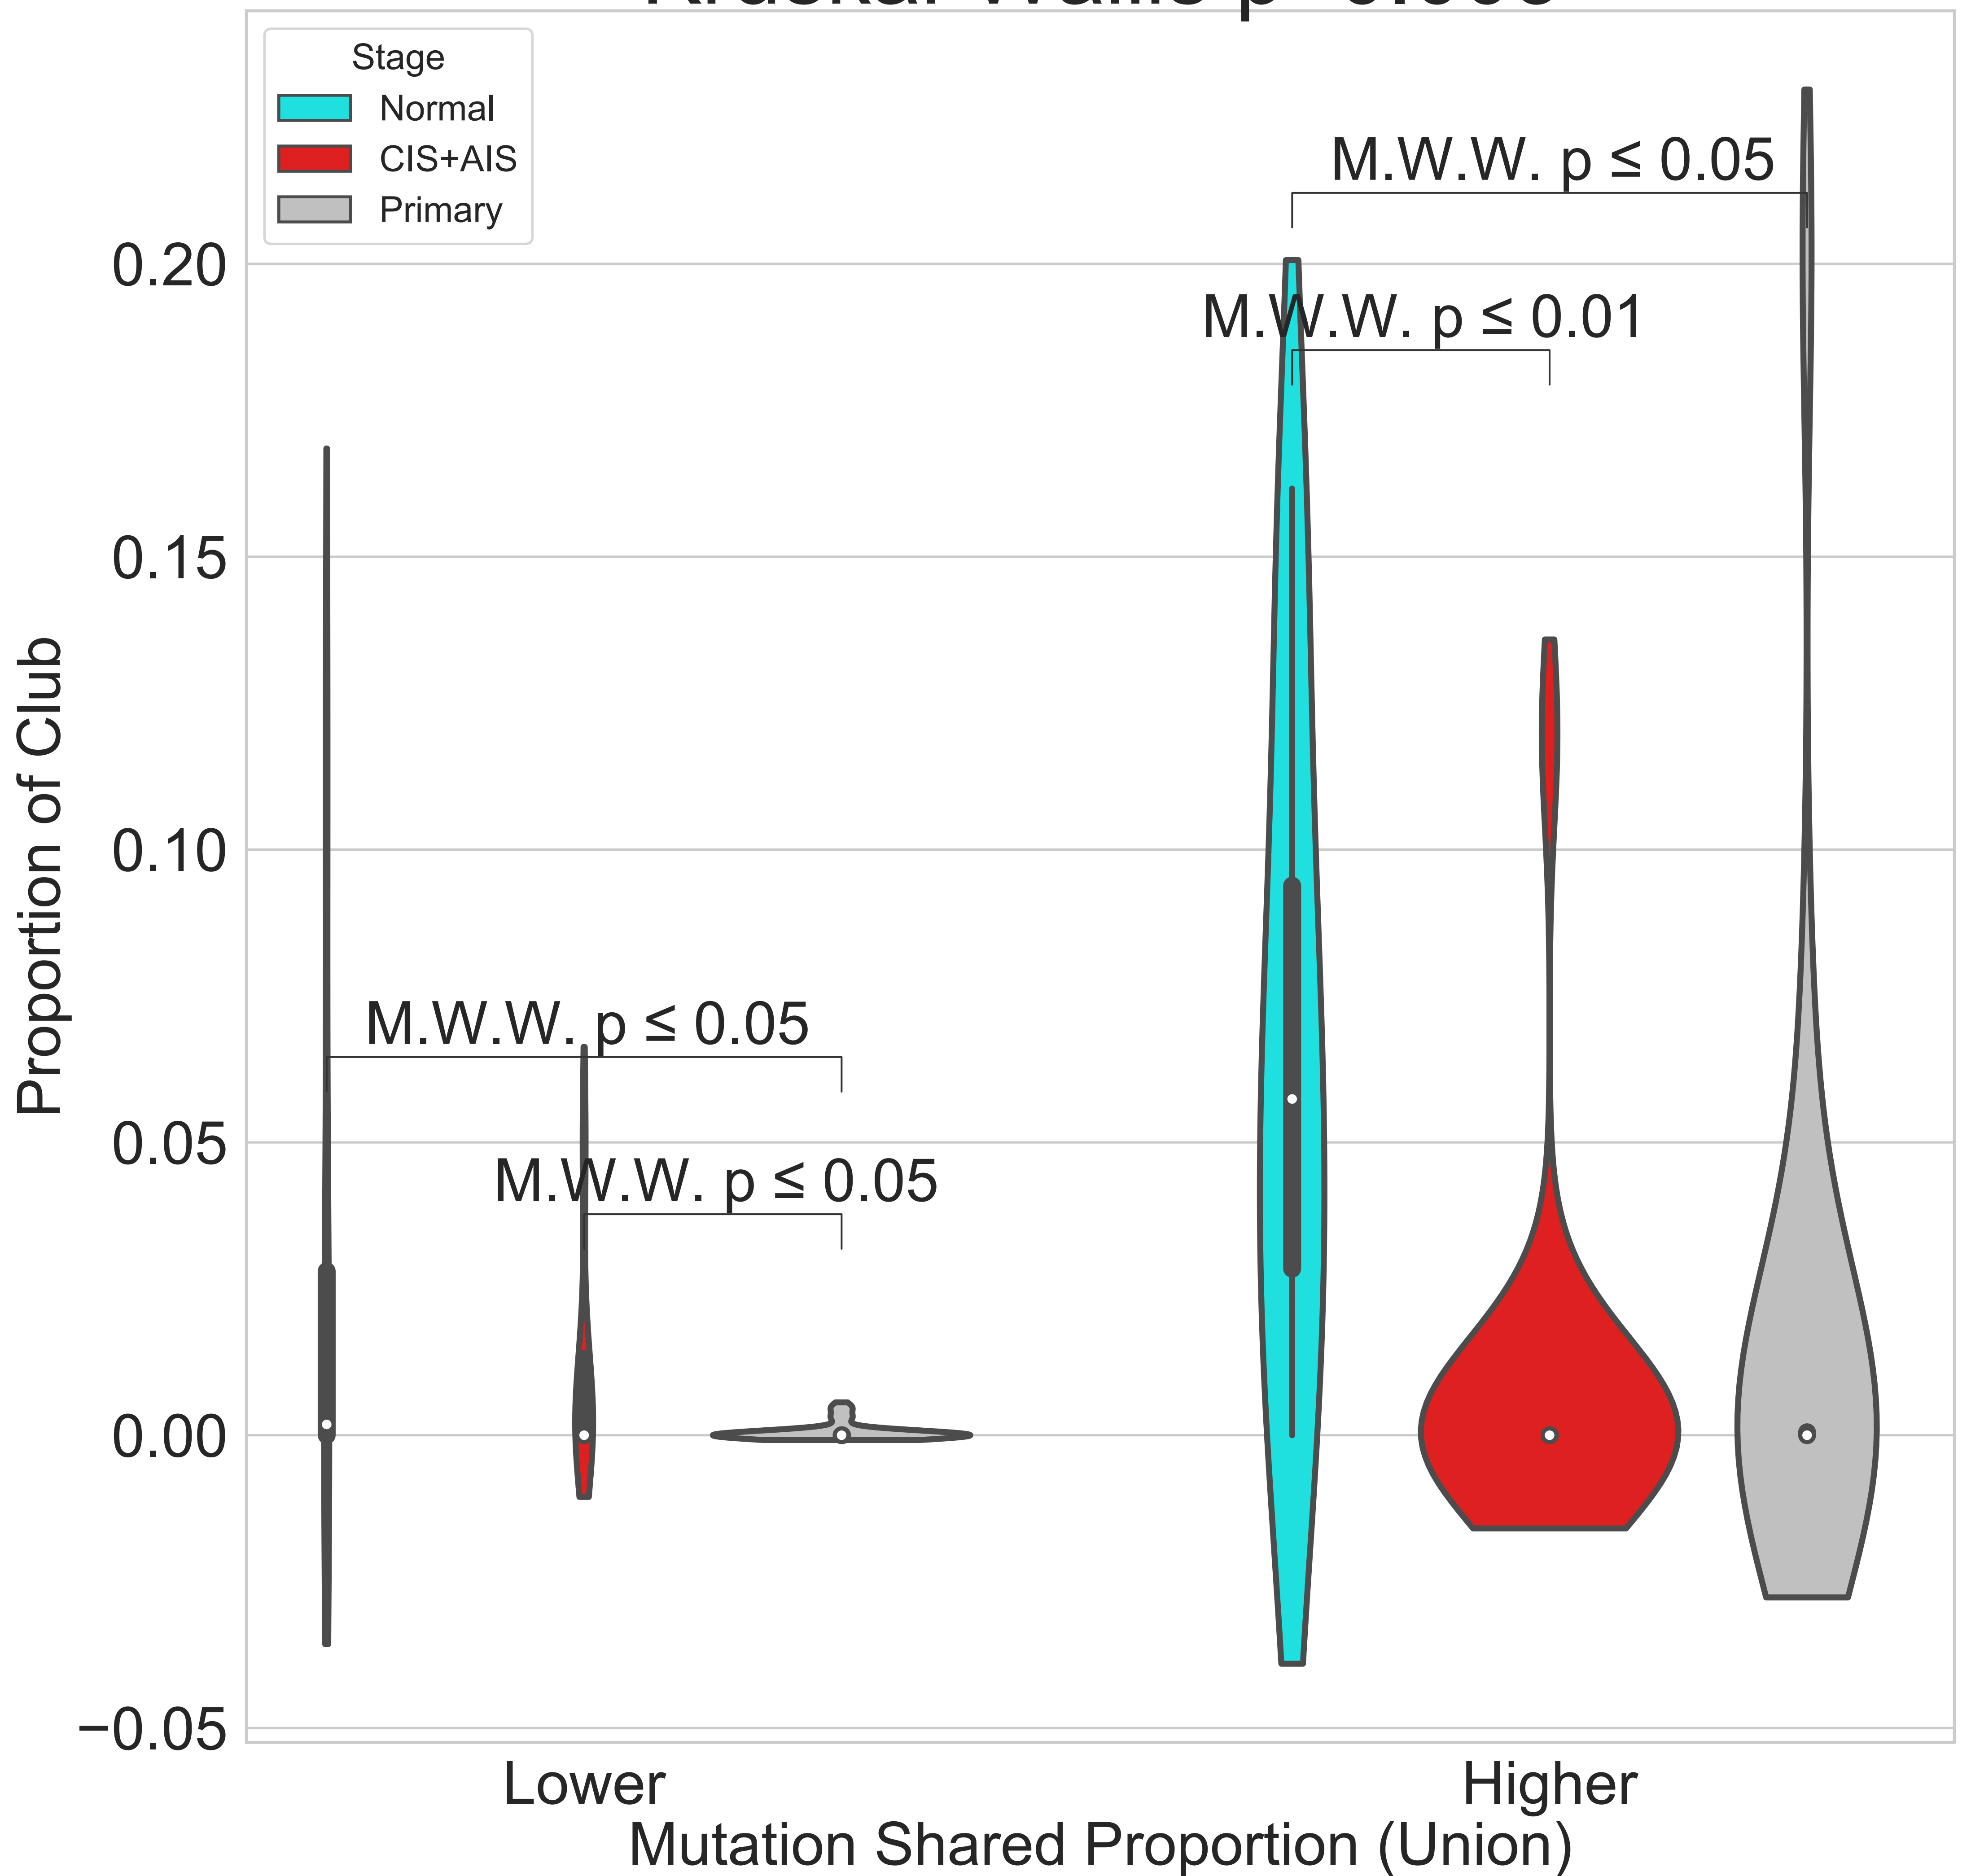 Stage
Normal
CIS+AIS
Primary
M.W.W. p ≤ 0.05
M.W.W. p ≤ 0.01
M.W.W. p ≤ 0.05
M.W.W. p ≤ 0.05
0.20
0.15
0.10
0.05
0.00
−0.05
Proportion of Club
Lower
Higher
Mutation Shared Proportion (Union)